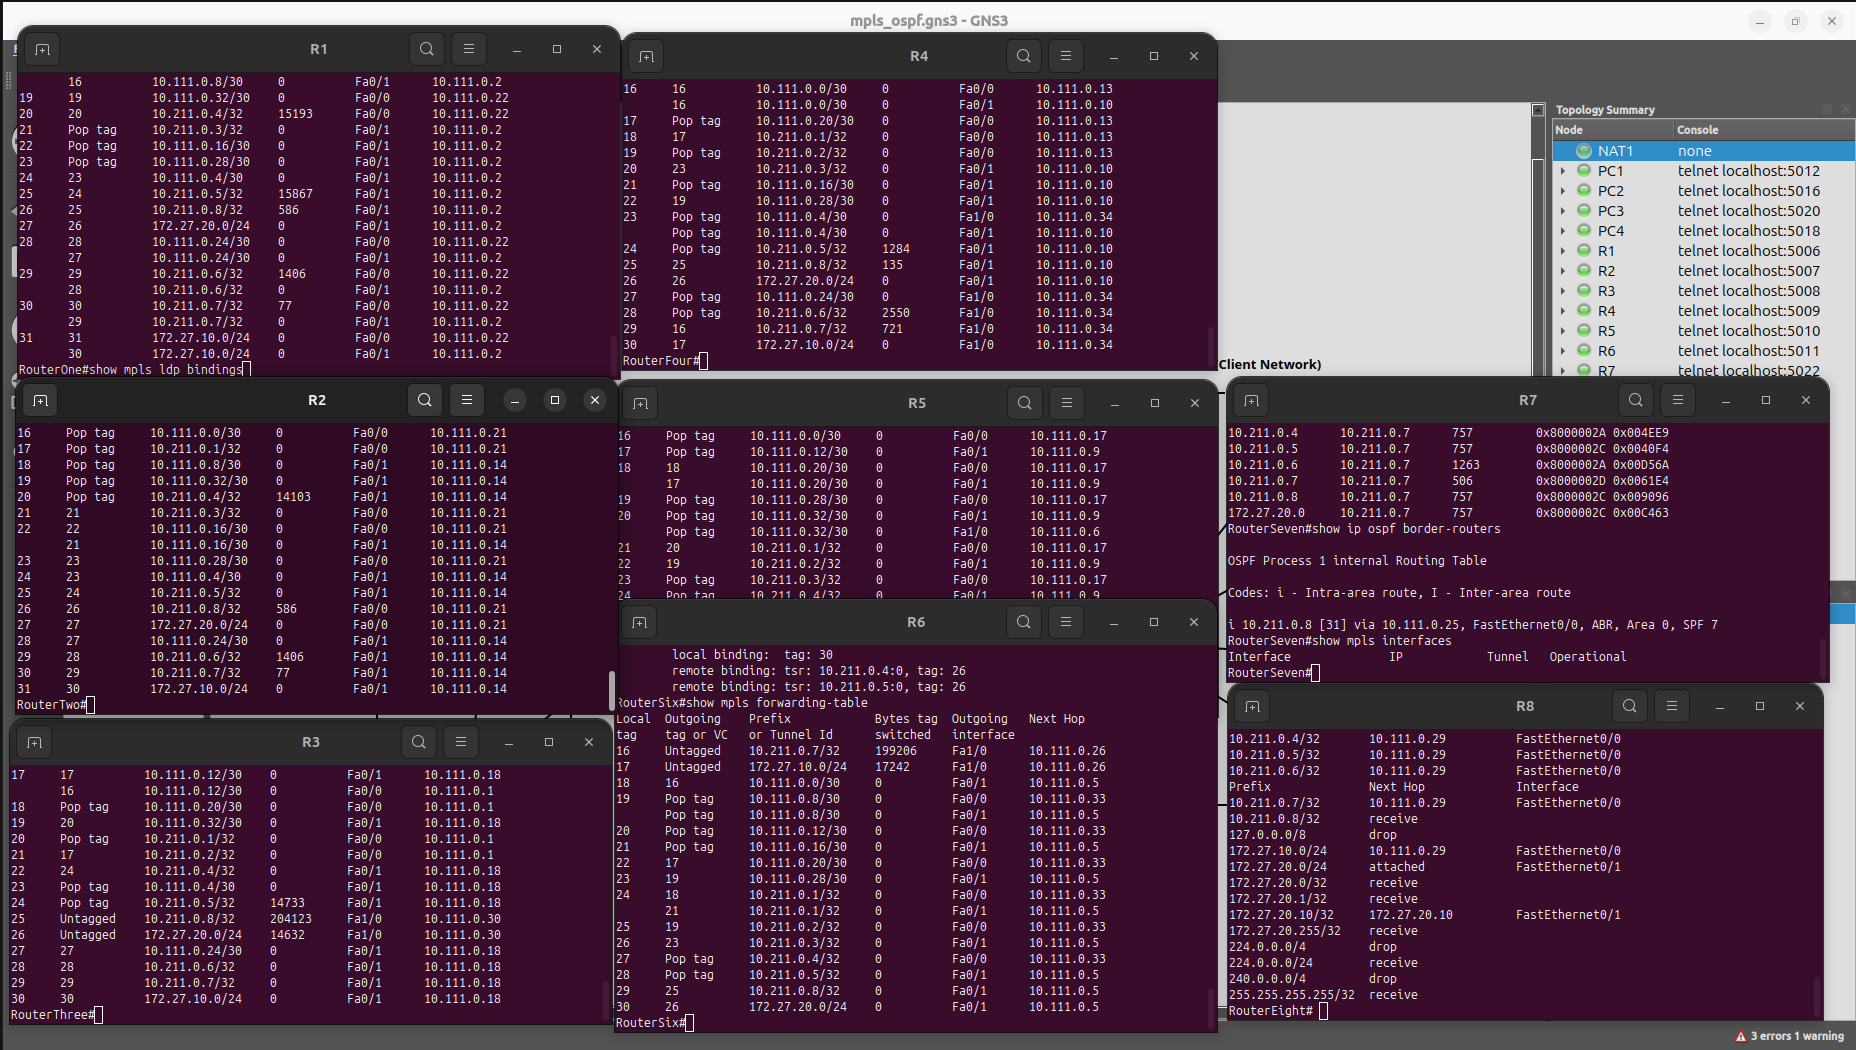 mpls_ospf.gns3 - GNS3
R1
16 10.111.0.8/30 0 Fa0/1 10.111.0.2
19 19 10.111.0.32/30 0 Fa0/0 10.111.0.22
20 20 10.211.0.4/32 15193 Fa0/0 10.111.0.22
21 Pop tag 10.211.0.3/32 0 Fa0/1 10.111.0.2
22 Pop tag 10.111.0.16/30 0 Fa0/1 10.111.0.2
23 Pop tag 10.111.0.28/30 0 Fa0/1 10.111.0.2
24 23 10.111.0.4/30 0 Fa0/1 10.111.0.2
25 24 10.211.0.5/32 15867 Fa0/1 10.111.0.2
26 25 10.211.0.8/32 586 Fa0/1 10.111.0.2
27 26 172.27.20.0/24 0 Fa0/1 10.111.0.2
28 28 10.111.0.24/30 0 Fa0/0 10.111.0.22
27 10.111.0.24/30 0 Fa0/1 10.111.0.2
29 29 10.211.0.6/32 1406 Fa0/0 10.111.0.22
28 10.211.0.6/32 0 Fa0/1 10.111.0.2
30 30 10.211.0.7/32 77 Fa0/0 10.111.0.22
29 10.211.0.7/32 0 Fa0/1 10.111.0.2
31 31 172.27.10.0/24 0 Fa0/0 10.111.0.22
30 172.27.10.0/24 0 Fa0/1 10.111.0.2
RouterOne#show mpls ldp bindings
R4
16 16 10.111.0.0/30 0 Fa0/0 10.111.0.13
16 10.111.0.0/30 0 Fa0/1 10.111.0.10
17 Pop tag 10.111.0.20/30 0 Fa0/0 10.111.0.13
18 17 10.211.0.1/32 0 Fa0/0 10.111.0.13
19 Pop tag 10.211.0.2/32 0 Fa0/0 10.111.0.13
20 23 10.211.0.3/32 0 Fa0/1 10.111.0.10
21 Pop tag 10.111.0.16/30 0 Fa0/1 10.111.0.10
22 19 10.111.0.28/30 0 Fa0/1 10.111.0.10
23 Pop tag 10.111.0.4/30 0 Fa1/0 10.111.0.34
Pop tag 10.111.0.4/30 0 Fa0/1 10.111.0.10
24 Pop tag 10.211.0.5/32 1284 Fa0/1 10.111.0.10
25 25 10.211.0.8/32 135 Fa0/1 10.111.0.10
26 26 172.27.20.0/24 0 Fa0/1 10.111.0.10
27 Pop tag 10.111.0.24/30 0 Fa1/0 10.111.0.34
28 Pop tag 10.211.0.6/32 2550 Fa1/0 10.111.0.34
29 16 10.211.0.7/32 721 Fa1/0 10.111.0.34
30 17 172.27.10.0/24 0 Fa1/0 10.111.0.34
RouterFour#
Client Network)
Topology Summary
Node Console
NAT1 none
PC1 telnet localhost:5012
PC2 telnet localhost:5016
PC3 telnet localhost:5020
PC4 telnet localhost:5018
R1 telnet localhost:5006
R2 telnet localhost:5007
R3 telnet localhost:5008
R4 telnet localhost:5009
R5 telnet localhost:5010
R6 telnet localhost:5011
R7 telnet localhost:5022
R2
16 Pop tag 10.111.0.0/30 0 Fa0/0 10.111.0.21
17 Pop tag 10.211.0.1/32 0 Fa0/0 10.111.0.21
18 Pop tag 10.111.0.8/30 0 Fa0/1 10.111.0.14
19 Pop tag 10.111.0.32/30 0 Fa0/1 10.111.0.14
20 Pop tag 10.211.0.4/32 14103 Fa0/1 10.111.0.14
21 21 10.211.0.3/32 0 Fa0/0 10.111.0.21
22 22 10.111.0.16/30 0 Fa0/0 10.111.0.21
21 10.111.0.16/30 0 Fa0/1 10.111.0.14
23 23 10.111.0.28/30 0 Fa0/0 10.111.0.21
24 23 10.111.0.4/30 0 Fa0/1 10.111.0.14
25 24 10.211.0.5/32 0 Fa0/1 10.111.0.14
26 26 10.211.0.8/32 586 Fa0/0 10.111.0.21
27 27 172.27.20.0/24 0 Fa0/0 10.111.0.21
28 27 10.111.0.24/30 0 Fa0/1 10.111.0.14
29 28 10.211.0.6/32 1406 Fa0/1 10.111.0.14
30 29 10.211.0.7/32 77 Fa0/1 10.111.0.14
31 30 172.27.10.0/24 0 Fa0/1 10.111.0.14
RouterTwo#
R5
16 Pop tag 10.111.0.0/30 0 Fa0/0 10.111.0.17
17 Pop tag 10.111.0.12/30 0 Fa0/1 10.111.0.9
18 18 10.111.0.20/30 0 Fa0/0 10.111.0.17
17 10.111.0.20/30 0 Fa0/1 10.111.0.9
19 Pop tag 10.111.0.28/30 0 Fa0/0 10.111.0.17
20 Pop tag 10.111.0.32/30 0 Fa0/1 10.111.0.9
Pop tag 10.111.0.32/30 0 Fa1/0 10.111.0.6
21 20 10.211.0.1/32 0 Fa0/0 10.111.0.17
22 19 10.211.0.2/32 0 Fa0/1 10.111.0.9
23 Pop tag 10.211.0.3/32 0 Fa0/0 10.111.0.17
24 Pop tag 10.211.0.4/32 0 Fa0/1 10.111.0.9
R7
10.211.0.4 10.211.0.7 757 0x8000002A 0x004EE9
10.211.0.5 10.211.0.7 757 0x8000002C 0x0040F4
10.211.0.6 10.211.0.7 1263 0x8000002A 0x00D56A
10.211.0.7 10.211.0.7 506 0x8000002D 0x0061E4
10.211.0.8 10.211.0.7 757 0x8000002C 0x009096
172.27.20.0 10.211.0.7 757 0x8000002C 0x00C463
RouterSeven#show ip ospf border-routers
OSPF Process 1 internal Routing Table
Codes: i - Intra-area route, I - Inter-area route
i 10.211.0.8 [31] via 10.111.0.25, FastEthernet0/0, ABR, Area 0, SPF 7
RouterSeven#show mpls interfaces
Interface IP Tunnel Operational
RouterSeven#
R3
17 17 10.111.0.12/30 0 Fa0/1 10.111.0.18
16 10.111.0.12/30 0 Fa0/0 10.111.0.1
18 Pop tag 10.111.0.20/30 0 Fa0/0 10.111.0.1
19 20 10.111.0.32/30 0 Fa0/1 10.111.0.18
20 Pop tag 10.211.0.1/32 0 Fa0/0 10.111.0.1
21 17 10.211.0.2/32 0 Fa0/0 10.111.0.1
22 24 10.211.0.4/32 0 Fa0/1 10.111.0.18
23 Pop tag 10.111.0.4/30 0 Fa0/1 10.111.0.18
24 Pop tag 10.211.0.5/32 14733 Fa0/1 10.111.0.18
25 Untagged 10.211.0.8/32 204123 Fa1/0 10.111.0.30
26 Untagged 172.27.20.0/24 14632 Fa1/0 10.111.0.30
27 27 10.111.0.24/30 0 Fa0/1 10.111.0.18
28 28 10.211.0.6/32 0 Fa0/1 10.111.0.18
29 29 10.211.0.7/32 0 Fa0/1 10.111.0.18
30 30 172.27.10.0/24 0 Fa0/1 10.111.0.18
RouterThree#
R6
local binding: tag: 30
remote binding: tsr: 10.211.0.4:0, tag: 26
remote binding: tsr: 10.211.0.5:0, tag: 26
RouterSix#show mpls forwarding-table
Local Outgoing Prefix Bytes tag Outgoing Next Hop
tag tag or VC or Tunnel Id switched interface
16 Untagged 10.211.0.7/32 199206 Fa1/0 10.111.0.26
17 Untagged 172.27.10.0/24 17242 Fa1/0 10.111.0.26
18 16 10.111.0.0/30 0 Fa0/1 10.111.0.5
19 Pop tag 10.111.0.8/30 0 Fa0/0 10.111.0.33
Pop tag 10.111.0.8/30 0 Fa0/1 10.111.0.5
20 Pop tag 10.111.0.12/30 0 Fa0/0 10.111.0.33
21 Pop tag 10.111.0.16/30 0 Fa0/1 10.111.0.5
22 17 10.111.0.20/30 0 Fa0/0 10.111.0.33
23 19 10.111.0.28/30 0 Fa0/1 10.111.0.5
24 18 10.211.0.1/32 0 Fa0/0 10.111.0.33
21 10.211.0.1/32 0 Fa0/1 10.111.0.5
25 19 10.211.0.2/32 0 Fa0/0 10.111.0.33
26 23 10.211.0.3/32 0 Fa0/1 10.111.0.5
27 Pop tag 10.211.0.4/32 0 Fa0/0 10.111.0.33
28 Pop tag 10.211.0.5/32 0 Fa0/1 10.111.0.5
29 25 10.211.0.8/32 0 Fa0/1 10.111.0.5
30 26 172.27.20.0/24 0 Fa0/1 10.111.0.5
RouterSix#
R8
10.211.0.4/32 10.111.0.29 FastEthernet0/0
10.211.0.5/32 10.111.0.29 FastEthernet0/0
10.211.0.6/32 10.111.0.29 FastEthernet0/0
Prefix Next Hop Interface
10.211.0.7/32 10.111.0.29 FastEthernet0/0
10.211.0.8/32 receive
127.0.0.0/8 drop
172.27.10.0/24 10.111.0.29 FastEthernet0/0
172.27.20.0/24 attached FastEthernet0/1
172.27.20.0/32 receive
172.27.20.1/32 receive
172.27.20.10/32 172.27.20.10 FastEthernet0/1
172.27.20.255/32 receive
224.0.0.0/4 drop
224.0.0.0/24 receive
240.0.0.0/4 drop
255.255.255.255/32 receive
RouterEight#
3 errors 1 warning